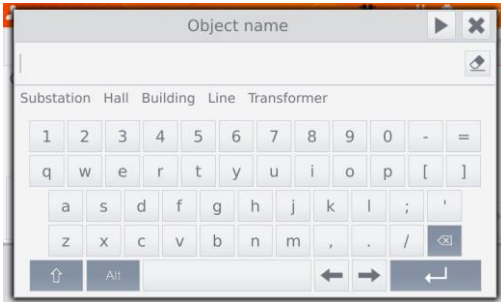 Object name
Substation Hall Building Line Transformer
1 2 3 4 5 6 7 8 9 0 - =
q w e r t y u i o p [ ]
a s d f g h j k l ; '
z x c v b n m , . /
Alt